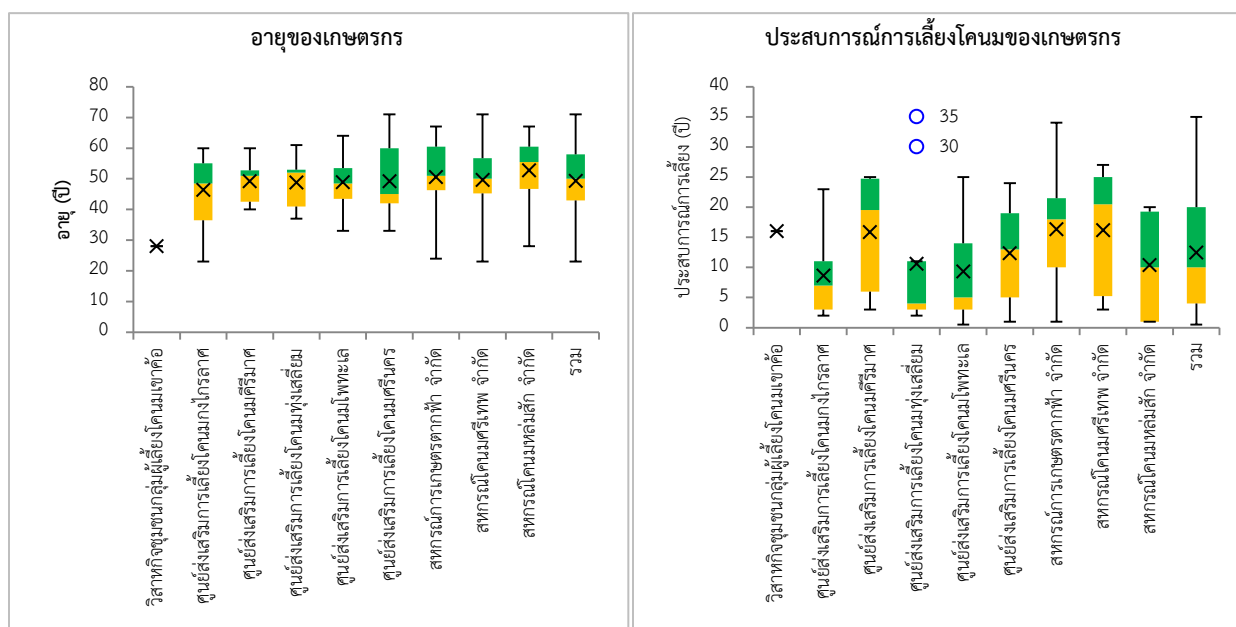 อายุของเกษตรกร
อายุ (ปี)
80
70
60
50
40
30
20
10
0
วิสาหกิจชุมชนกลุ่มผู้เลี้ยงโคนมเขาค้อ
ศูนย์ส่งเสริมการเลี้ยงโคนมกงไกรลาศ
ศูนย์ส่งเสริมการเลี้ยงโคนมคีรีมาศ
ศูนย์ส่งเสริมการเลี้ยงโคนมทุ่งเสลี่ยม
ศูนย์ส่งเสริมการเลี้ยงโคนมโพทะเล
ศูนย์ส่งเสริมการเลี้ยงโคนมศรีนคร
สหกรณ์การเกษตรตากฟ้า จำกัด
สหกรณ์โคนมศรีเทพ จำกัด
สหกรณ์โคนมหล่มสัก จำกัด
รวม
ประสบการณ์การเลี้ยงโคนมของเกษตรกร
ประสบการณ์การเลี้ยง (ปี)
40
35
30
25
20
15
10
5
0
35
30
วิสาหกิจชุมชนกลุ่มผู้เลี้ยงโคนมเขาค้อ
ศูนย์ส่งเสริมการเลี้ยงโคนมกงไกรลาศ
ศูนย์ส่งเสริมการเลี้ยงโคนมคีรีมาศ
ศูนย์ส่งเสริมการเลี้ยงโคนมทุ่งเสลี่ยม
ศูนย์ส่งเสริมการเลี้ยงโคนมโพทะเล
ศูนย์ส่งเสริมการเลี้ยงโคนมศรีนคร
สหกรณ์การเกษตรตากฟ้า จำกัด
สหกรณ์โคนมศรีเทพ จำกัด
สหกรณ์โคนมหล่มสัก จำกัด
รวม